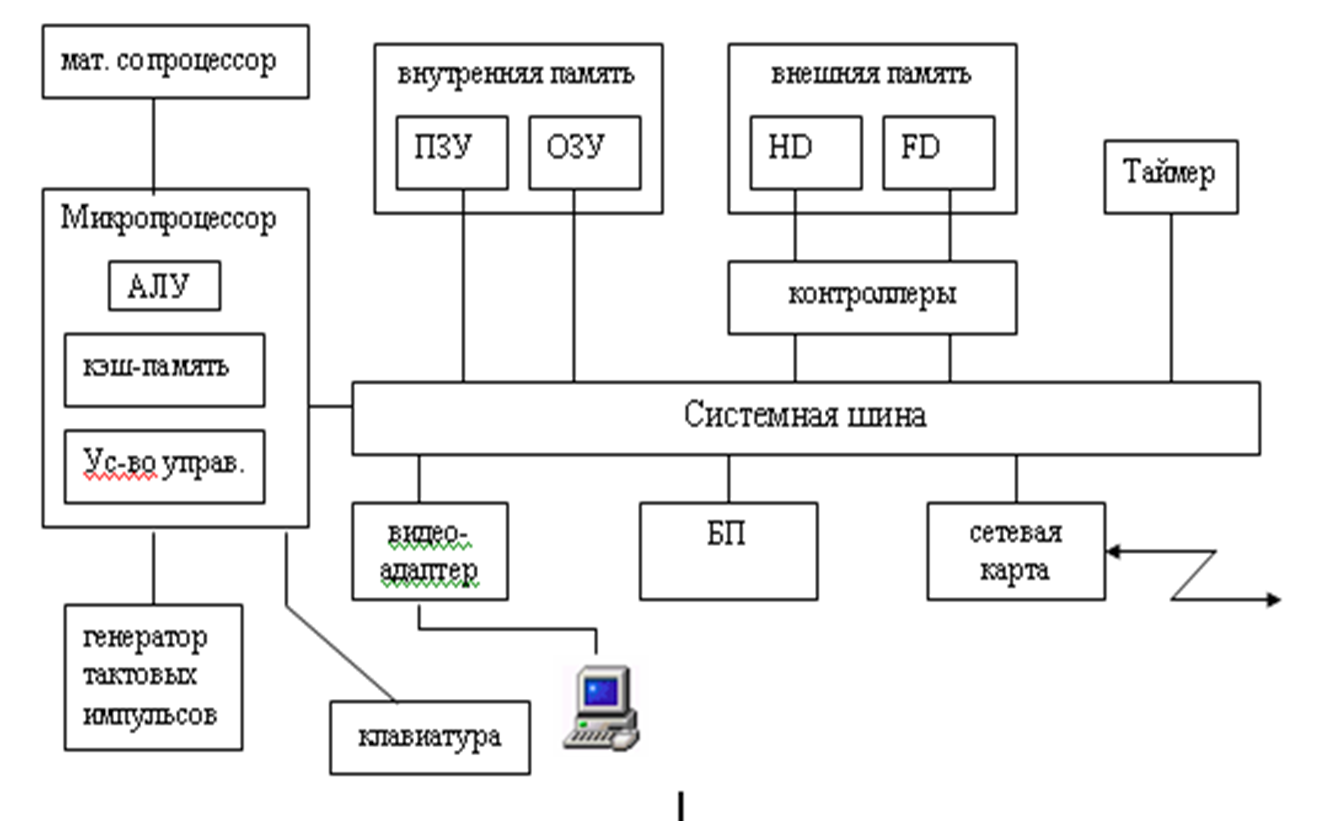 мат. сопроцессор
внутренняя память
ПЗУ
ОЗУ
внешняя память
HD
FD
Таймер
Микропроцессор
АЛУ
кэш-память
Ус-во управ.
контроллеры
Системная шина
видео-
адаптер
БП
сетевая
карта
генератор
тактовых
импульсов
клавиатура